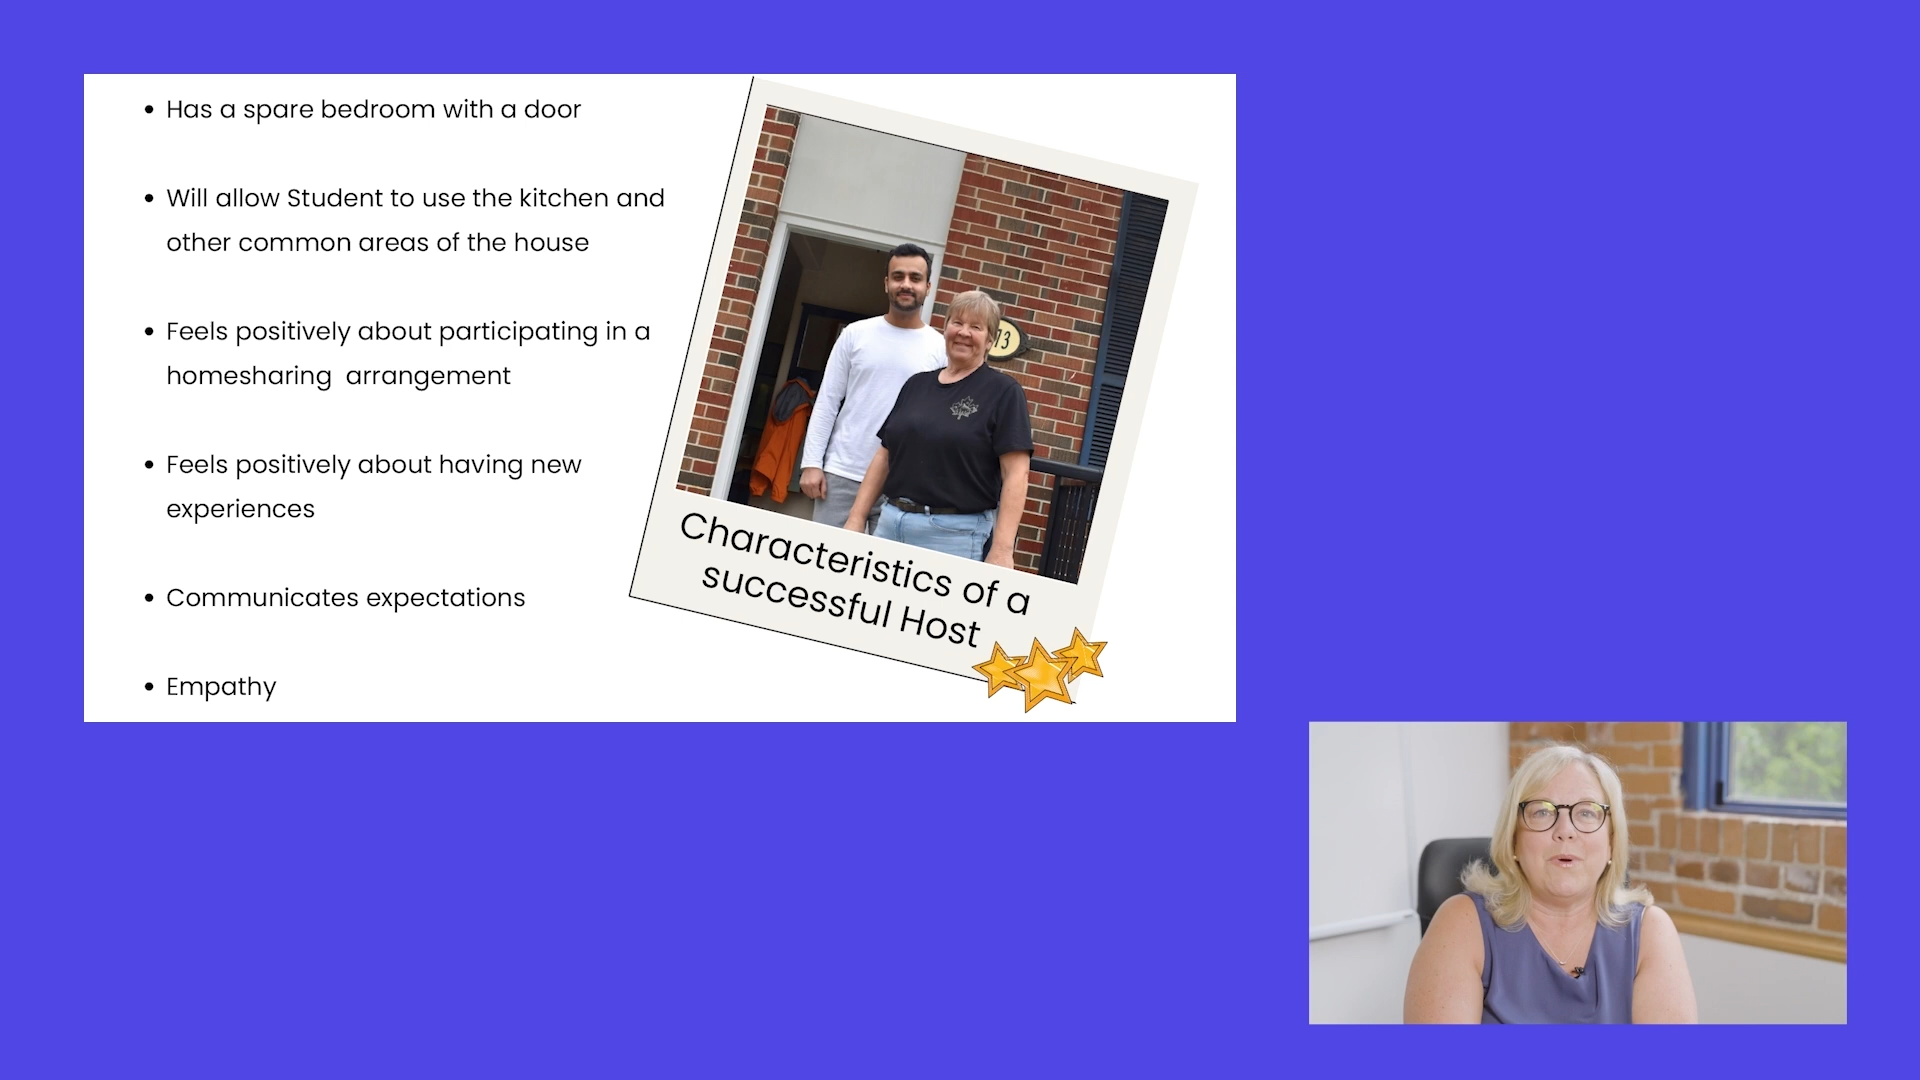 • Has a spare bedroom with a door
• Will allow Student to use the kitchen and
other common areas of the house
• Feels positively about participating in a
homesharing  arrangement
• Feels positively about having new
experiences
• Communicates expectations
• Empathy
73
Characteristics of a
successful Host